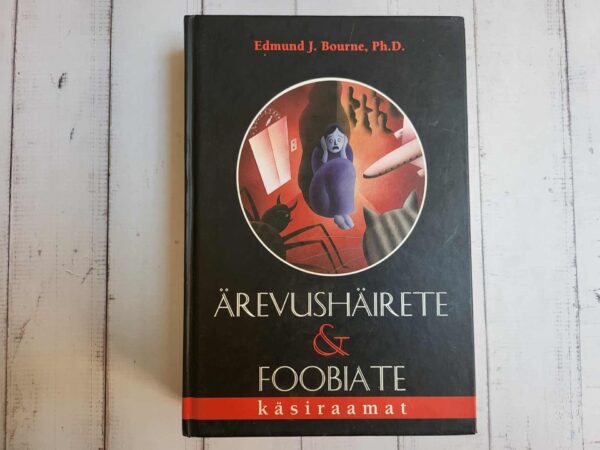 Edmund J. Bourne, Ph.D.
ÄREVUSHÄIRETE
&
FOOBIATE
käsiraamat